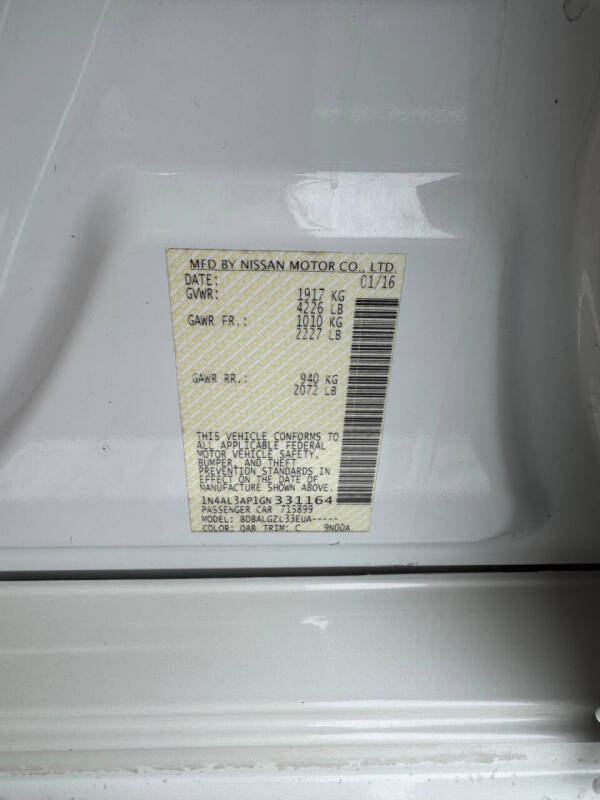 MFD BY NISSAN MOTOR CO., LTD.
DATE: 01/16
GVWR: 1917 KG
4226 LB
GAWR FR.: 1010 KG
2227 LB
GAWR RR.: 940 KG
2072 LB
THIS VEHICLE CONFORMS TO
ALL APPLICABLE FEDERAL
MOTOR VEHICLE SAFETY,
BUMPER, AND THEFT
PREVENTION STANDARDS IN
EFFECT ON THE DATE OF
MANUFACTURE SHOWN ABOVE.
1N4AL3AP1GN331164
PASSENGER CAR 715899
MODEL: BDBALGZL33EUA-----
COLOR: QAB TRIM: C 9N00A